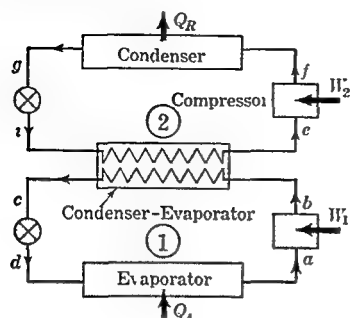 Q_R
Condenser
g
f
Compressor
W_2
i
e
②
c
b
Condenser-Evaporator
W_1
①
d
a
Evaporator
Q_A